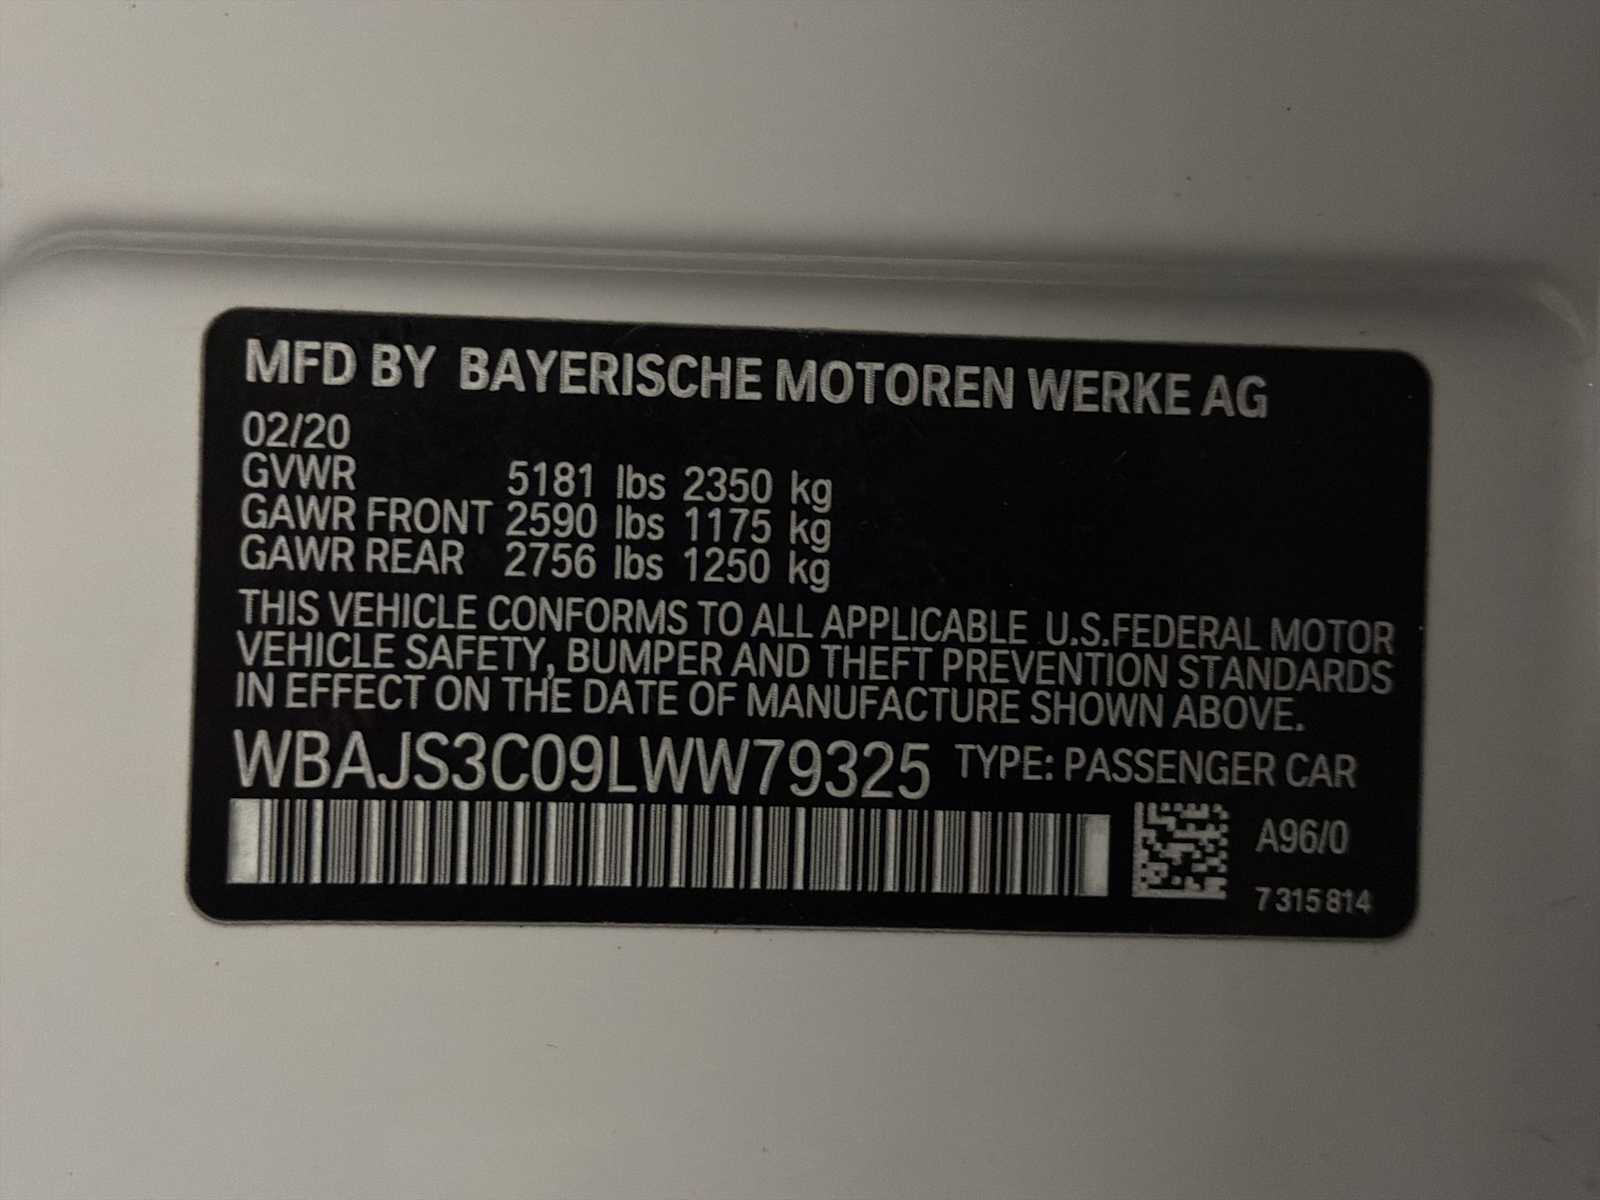 MFD BY BAYERISCHE MOTOREN WERKE AG
02/20
GVWR 5181 lbs 2350 kg
GAWR FRONT 2590 lbs 1175 kg
GAWR REAR 2756 lbs 1250 kg
THIS VEHICLE CONFORMS TO ALL APPLICABLE U.S.FEDERAL MOTOR
VEHICLE SAFETY, BUMPER AND THEFT PREVENTION STANDARDS
IN EFFECT ON THE DATE OF MANUFACTURE SHOWN ABOVE.
WBAJS3C09LWW79325 TYPE: PASSENGER CAR
A96/0
7 315 814